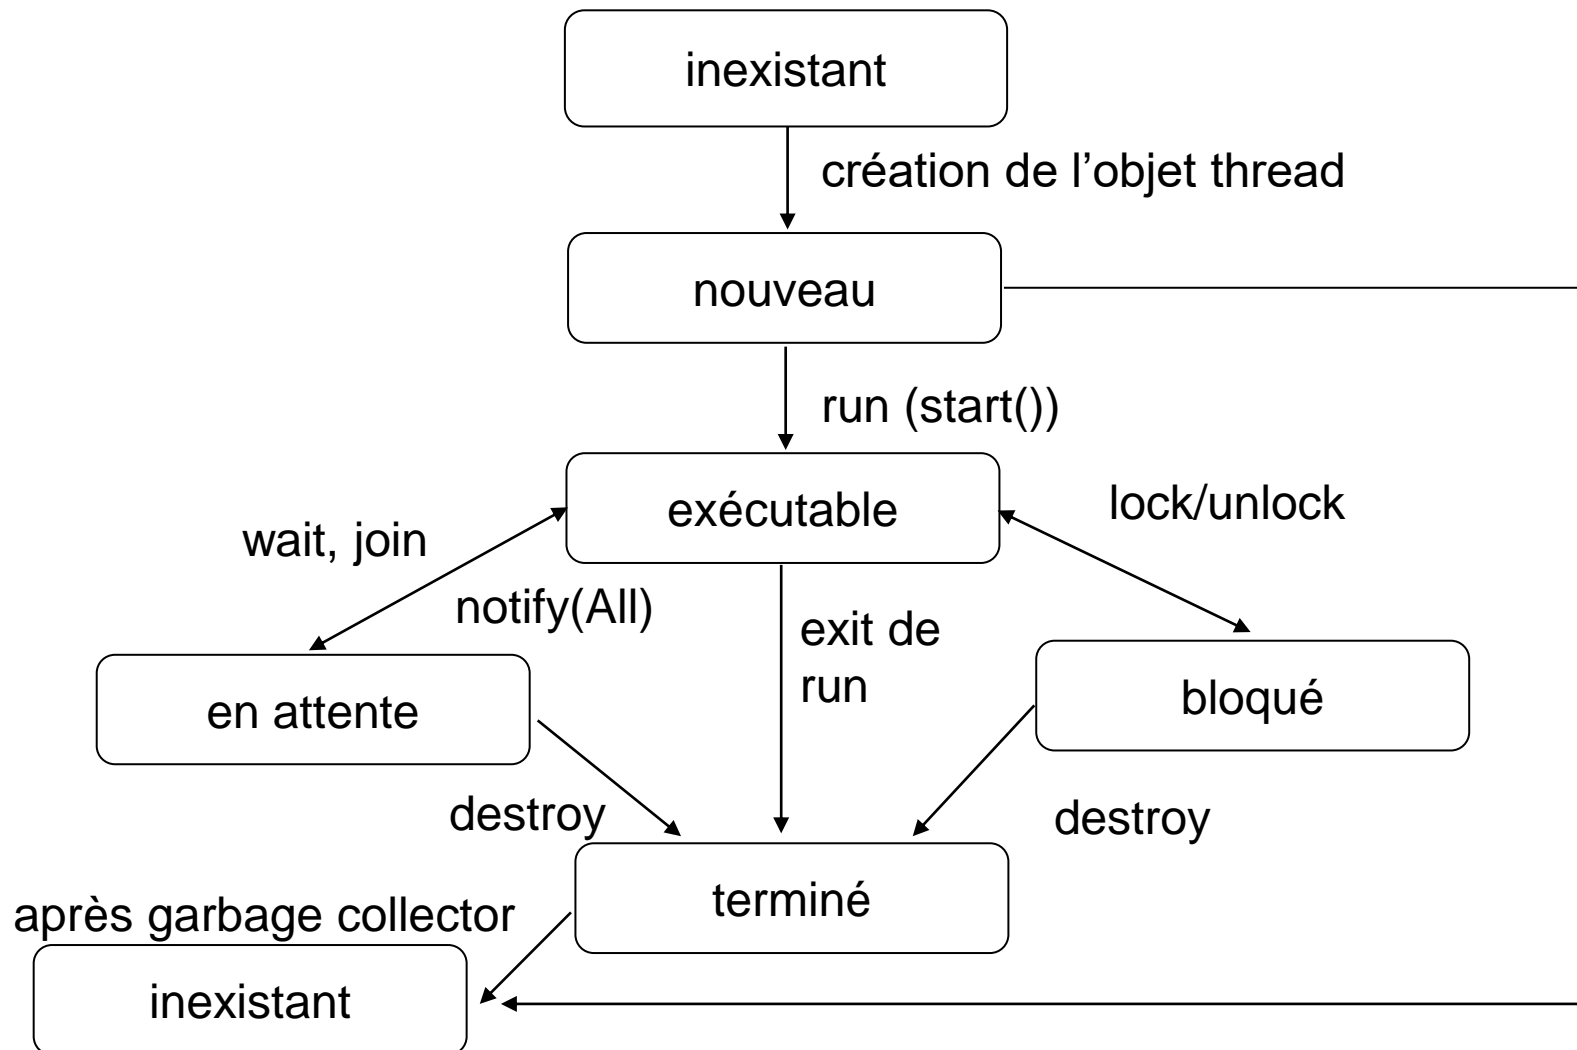 inexistant
création de l’objet thread
nouveau
run (start())
exécutable
lock/unlock
wait, join
notify(All)
exit de
run
en attente
bloqué
destroy
destroy
terminé
après garbage collector
inexistant